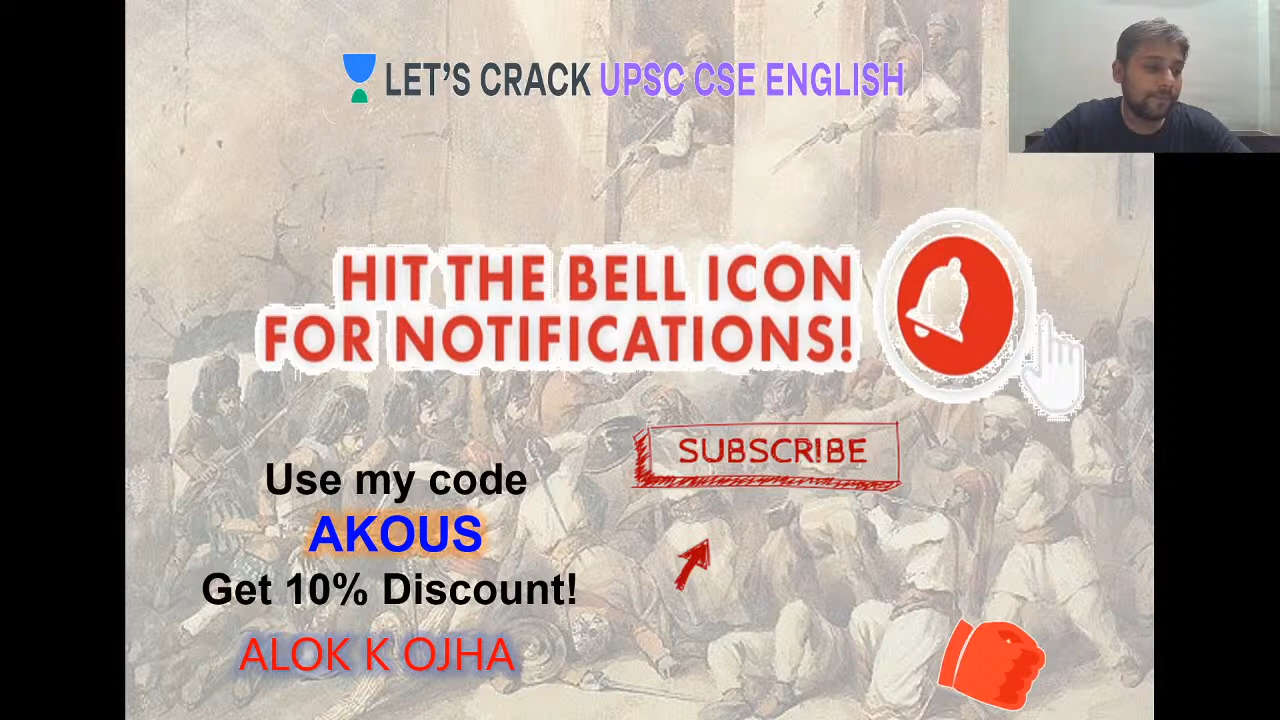 LET'S CRACK UPSC CSE ENGLISH
HIT THE BELL ICON
FOR NOTIFICATIONS!
SUBSCRIBE
Use my code
AKOUS
Get 10% Discount!
ALOK K OJHA